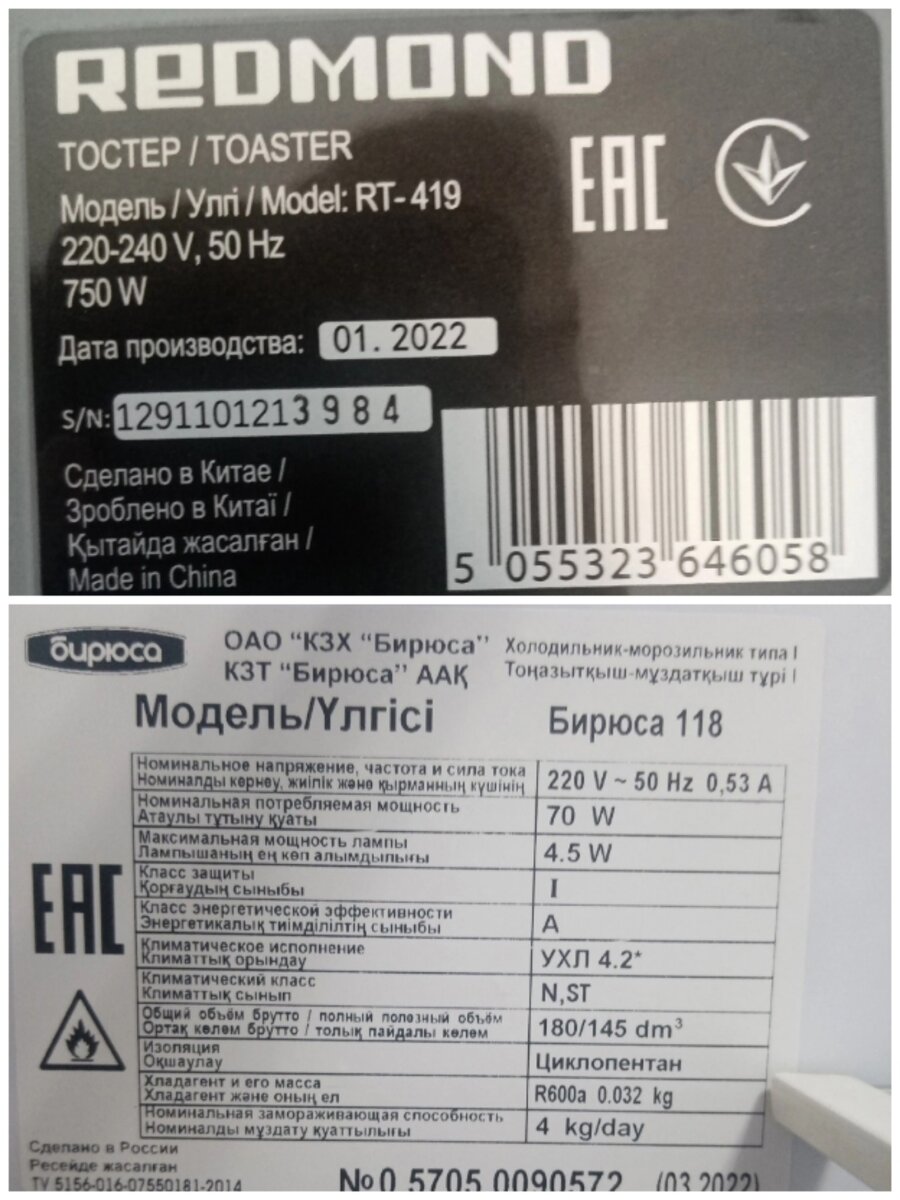 REDMOND
ТОСТЕР / TOASTER
Модель / Улгі / Model: RT-419
220-240 V, 50 Hz
750 W
EAC
Дата производства: 01.2022
S/N: 1291101213984
Сделано в Китае /
Зроблено в Китаї /
Қытайда жасалған /
Made in China
5 055323 646058
бирюса
ОАО "КЗХ "Бирюса"
КЗТ "Бирюса" ААҚ
Холодильник-морозильник типа I
Тоңазытқыш-мұздатқыш түрі I
Модель/Үлгісі Бирюса 118
Номинальное напряжение, частота и сила тока
Номиналды кернеу, жиілік және қырманның күшінің
220 V ~ 50 Hz 0,53 A
Номинальная потребляемая мощность
Атаулы тұтыну қуаты
70 W
Максимальная мощность лампы
Лампышаның ең көп алымдылығы
4.5 W
Класс защиты
Қорғаудың сыныбы
I
Класс энергетической эффективности
Энергетикалық тиімділілтің сыныбы
A
Климатическое исполнение
Климаттық орындау
УХЛ 4.2*
Климатический класс
Климаттық сынып
N,ST
Общий объём брутто / полный полезный объём
Ортақ көлем брутто / толық пайдалы көлем
180/145 dm³
Изоляция
Оқшаулау
Циклопентан
Хладагент и его масса
Хладагент және оның ел
R600a 0.032 kg
Номинальная замораживающая способность
Номиналды мұздату қуаттылығы
4 kg/day
EAC
Сделано в России
Ресейде жасалған
ТУ 5156-016-07550181-2014
№0 5705 0090572 (03.2022)